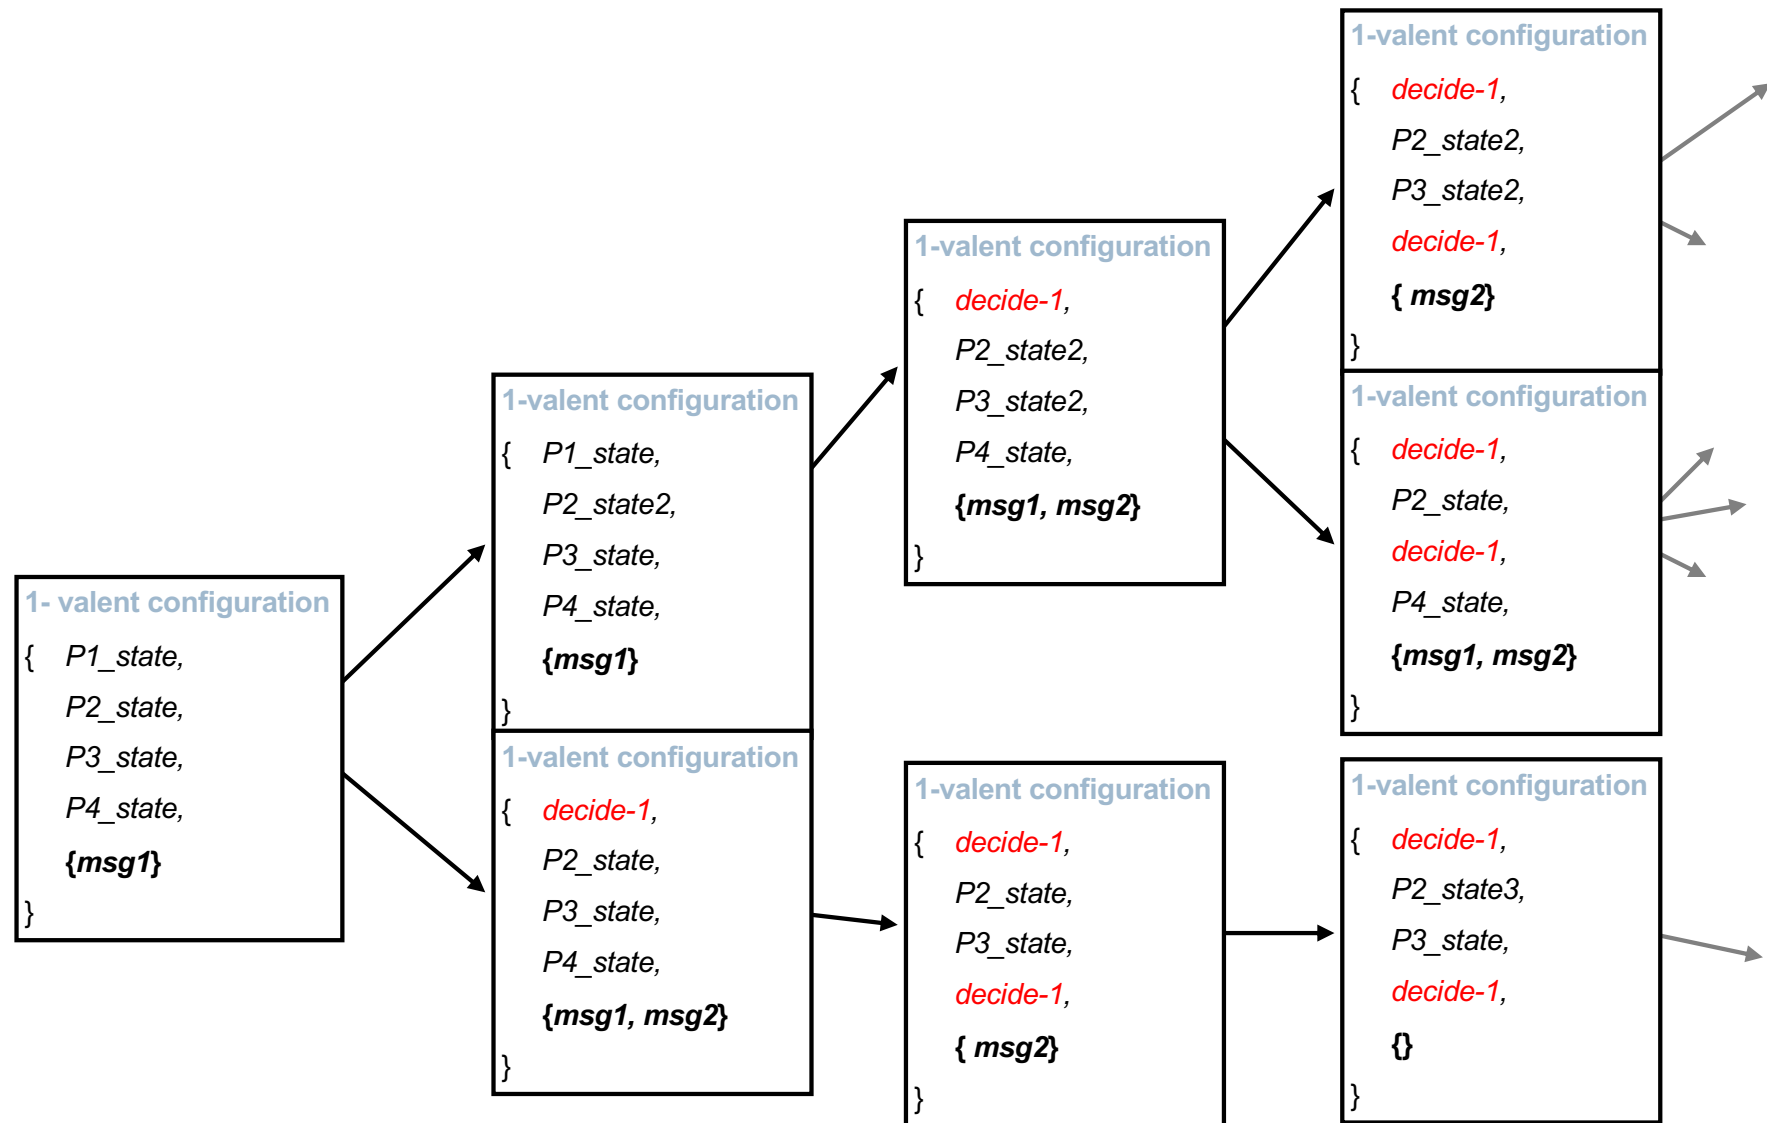 1- valent configuration
{ P1_state,
P2_state,
P3_state,
P4_state,
{msg1}
}
1-valent configuration
{ P1_state,
P2_state2,
P3_state,
P4_state,
{msg1}
}
1-valent configuration
{ decide-1,
P2_state,
P3_state,
P4_state,
{msg1, msg2}
}
1-valent configuration
{ decide-1,
P2_state2,
P3_state2,
P4_state,
{msg1, msg2}
}
1-valent configuration
{ decide-1,
P2_state,
P3_state,
decide-1,
{ msg2}
}
1-valent configuration
{ decide-1,
P2_state2,
P3_state2,
decide-1,
{ msg2}
}
1-valent configuration
{ decide-1,
P2_state,
decide-1,
P4_state,
{msg1, msg2}
}
1-valent configuration
{ decide-1,
P2_state3,
P3_state,
decide-1,
{}
}